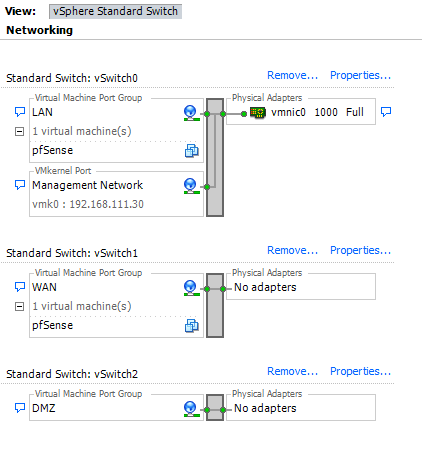 View: vSphere Standard Switch
Networking
Standard Switch: vSwitch0 Remove... Properties...
Virtual Machine Port Group Physical Adapters
LAN vmnic0 1000 Full
1 virtual machine(s)
pfSense
VMkernel Port
Management Network
vmk0 : 192.168.111.30
Standard Switch: vSwitch1 Remove... Properties...
Virtual Machine Port Group Physical Adapters
WAN No adapters
1 virtual machine(s)
pfSense
Standard Switch: vSwitch2 Remove... Properties...
Virtual Machine Port Group Physical Adapters
DMZ No adapters